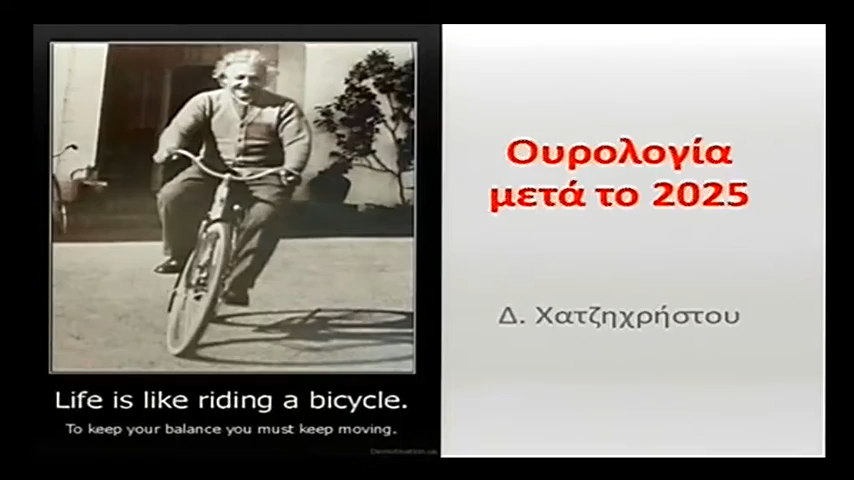 Life is like riding a bicycle.
To keep your balance you must keep moving.
Ουρολογία
μετά το 2025
Δ. Χατζηχρήστου